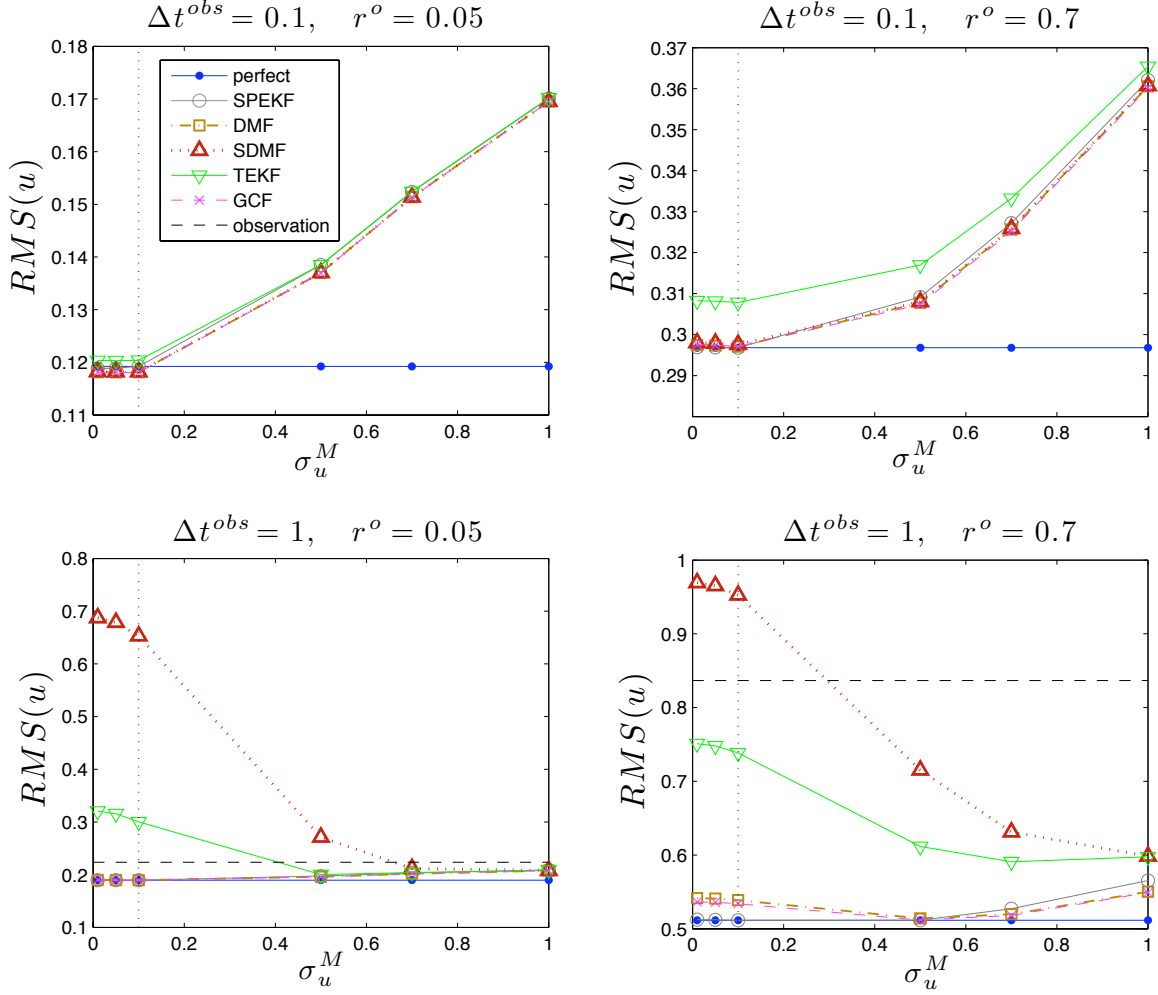 Δt^{obs} = 0.1, r^o = 0.05
0.18
0.17
0.16
0.15
0.14
0.13
0.12
0.11
RMS(u)
perfect
SPEKF
DMF
SDMF
TEKF
GCF
observation
0 0.2 0.4 0.6 0.8 1
σ_u^M
Δt^{obs} = 0.1, r^o = 0.7
0.37
0.36
0.35
0.34
0.33
0.32
0.31
0.3
0.29
RMS(u)
0 0.2 0.4 0.6 0.8 1
σ_u^M
Δt^{obs} = 1, r^o = 0.05
0.8
0.7
0.6
0.5
0.4
0.3
0.2
0.1
RMS(u)
0 0.2 0.4 0.6 0.8 1
σ_u^M
Δt^{obs} = 1, r^o = 0.7
1
0.9
0.8
0.7
0.6
0.5
RMS(u)
0 0.2 0.4 0.6 0.8 1
σ_u^M